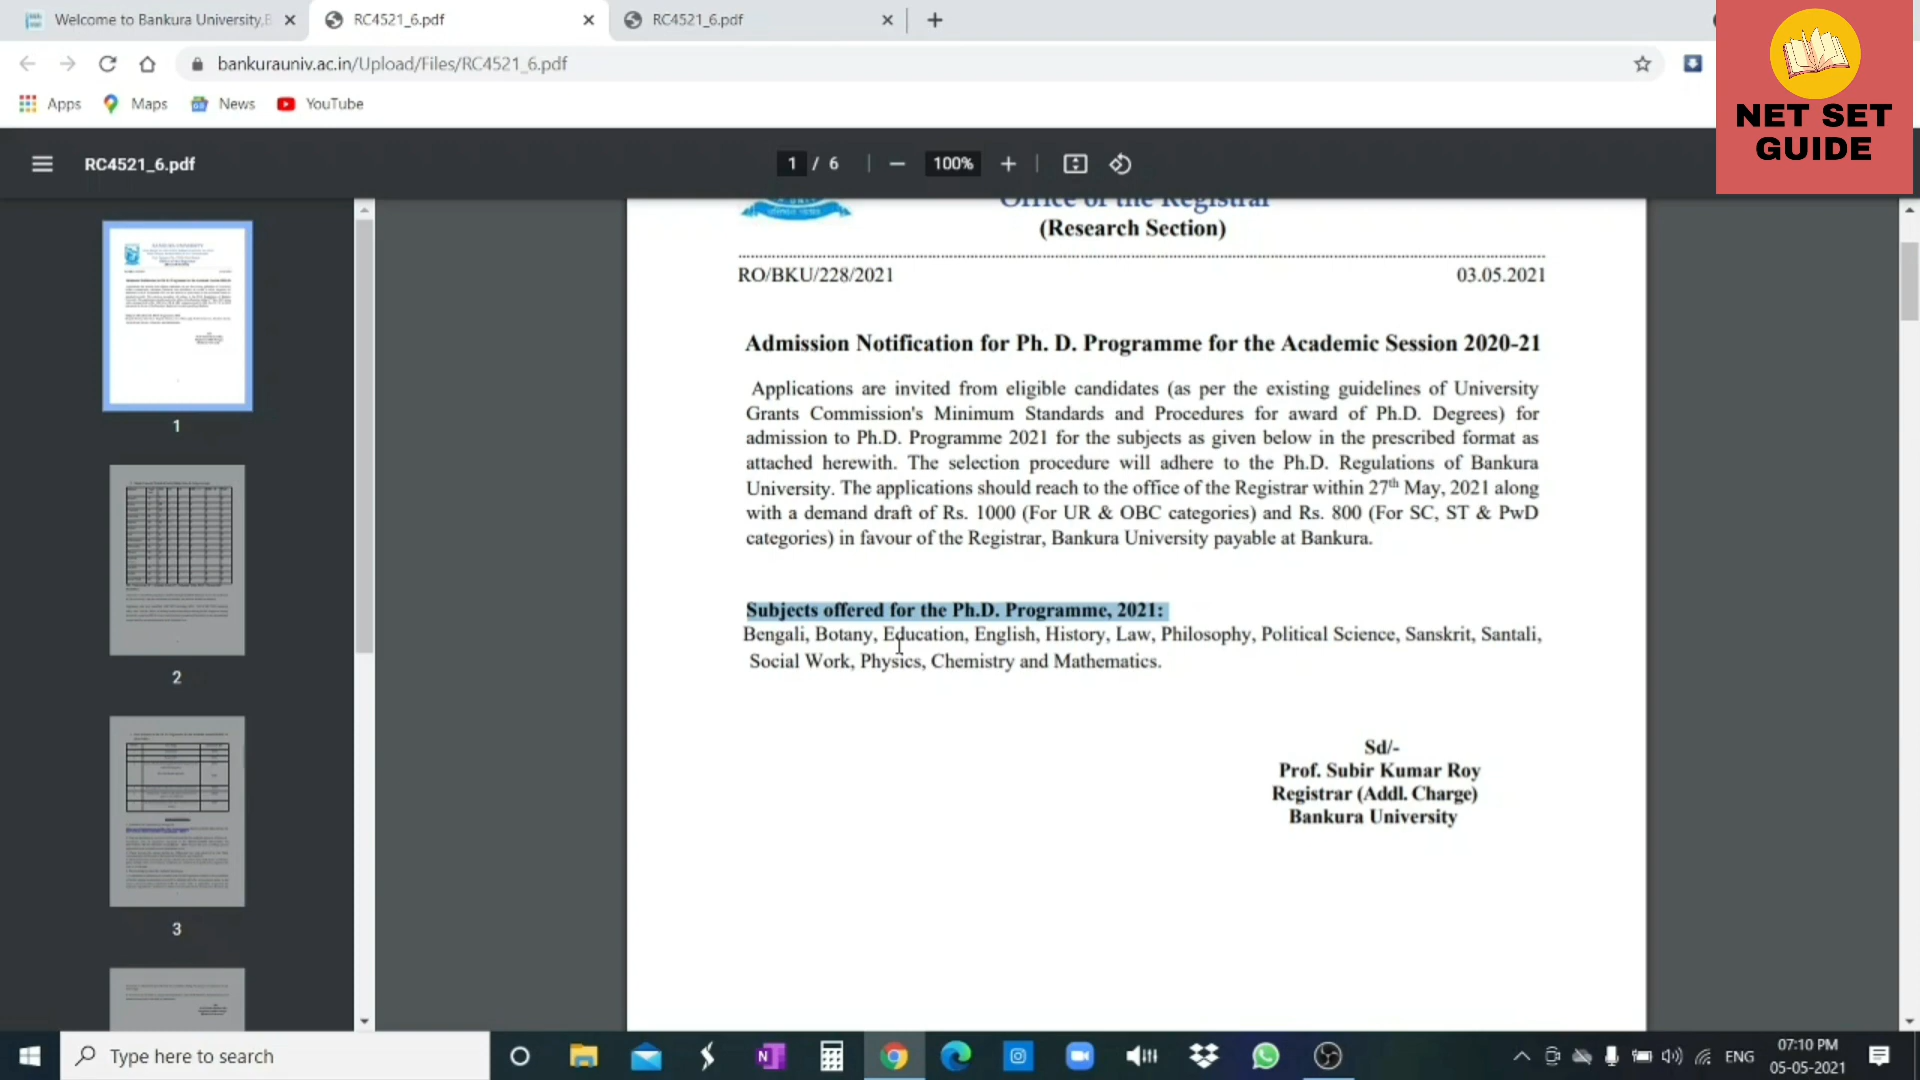 Welcome to Bankura University,B
RC4521_6.pdf
RC4521_6.pdf
bankurauniv.ac.in/Upload/Files/RC4521_6.pdf
Apps
Maps
News
YouTube
NET SET
GUIDE
RC4521_6.pdf
1 / 6
100%
Office of the Registrar
(Research Section)
RO/BKU/228/2021 03.05.2021
Admission Notification for Ph. D. Programme for the Academic Session 2020-21
Applications are invited from eligible candidates (as per the existing guidelines of University
Grants Commission's Minimum Standards and Procedures for award of Ph.D. Degrees) for
admission to Ph.D. Programme 2021 for the subjects as given below in the prescribed format as
attached herewith. The selection procedure will adhere to the Ph.D. Regulations of Bankura
University. The applications should reach to the office of the Registrar within 27th May, 2021 along
with a demand draft of Rs. 1000 (For UR & OBC categories) and Rs. 800 (For SC, ST & PwD
categories) in favour of the Registrar, Bankura University payable at Bankura.
Subjects offered for the Ph.D. Programme, 2021:
Bengali, Botany, Education, English, History, Law, Philosophy, Political Science, Sanskrit, Santali,
Social Work, Physics, Chemistry and Mathematics.
Sd/-
Prof. Subir Kumar Roy
Registrar (Addl. Charge)
Bankura University
1
2
3
Type here to search
ENG
07:10 PM
05-05-2021